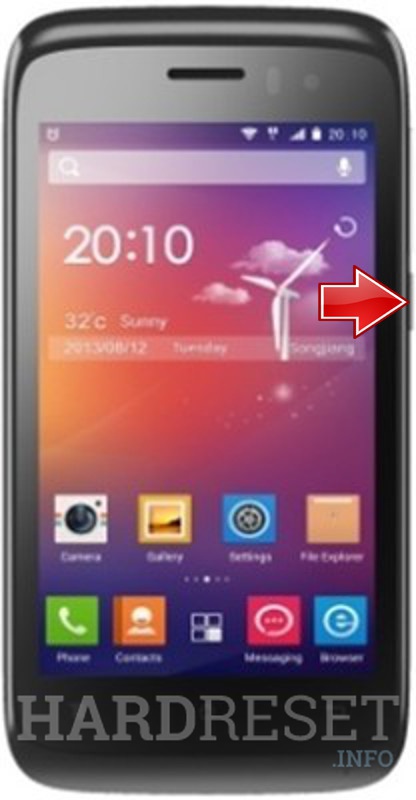 20:10
20:10
32°c Sunny
2013/08/12 Tuesday Songjiang
Camera Gallery Settings File Explorer
Phone Contacts Messaging Browser
HARDRESET
.INFO